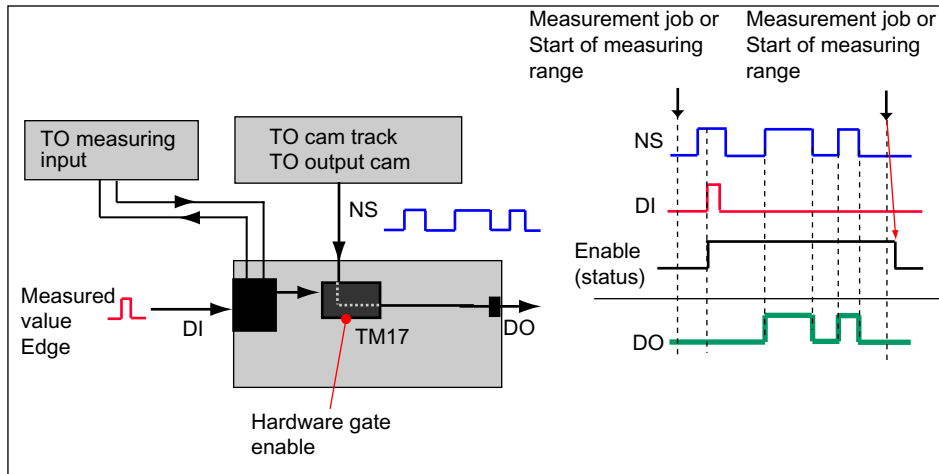 Measurement job or
Start of measuring
range
Measurement job or
Start of measuring
range
TO measuring
input
TO cam track
TO output cam
NS
NS
DI
Enable
(status)
DO
Measured
value
Edge
DI
TM17
DO
Hardware gate
enable